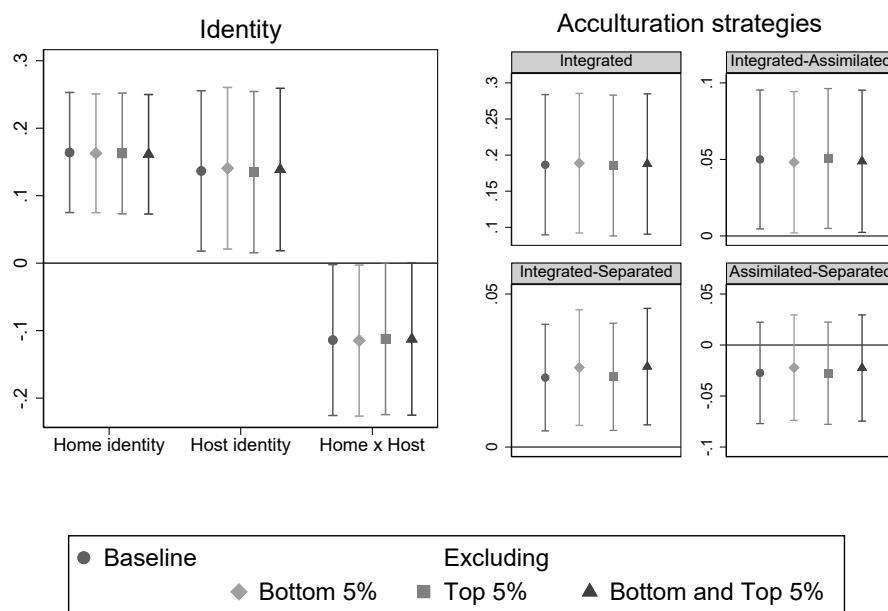 Identity
.3
.2
.1
0
-.1
-.2
Home identity Host identity Home x Host
Acculturation strategies
Integrated
.3
.25
.2
.15
.1
Integrated-Assimilated
.1
.05
0
Integrated-Separated
.05
0
Assimilated-Separated
.05
0
-.05
-.1
Baseline Excluding
Bottom 5% Top 5% Bottom and Top 5%